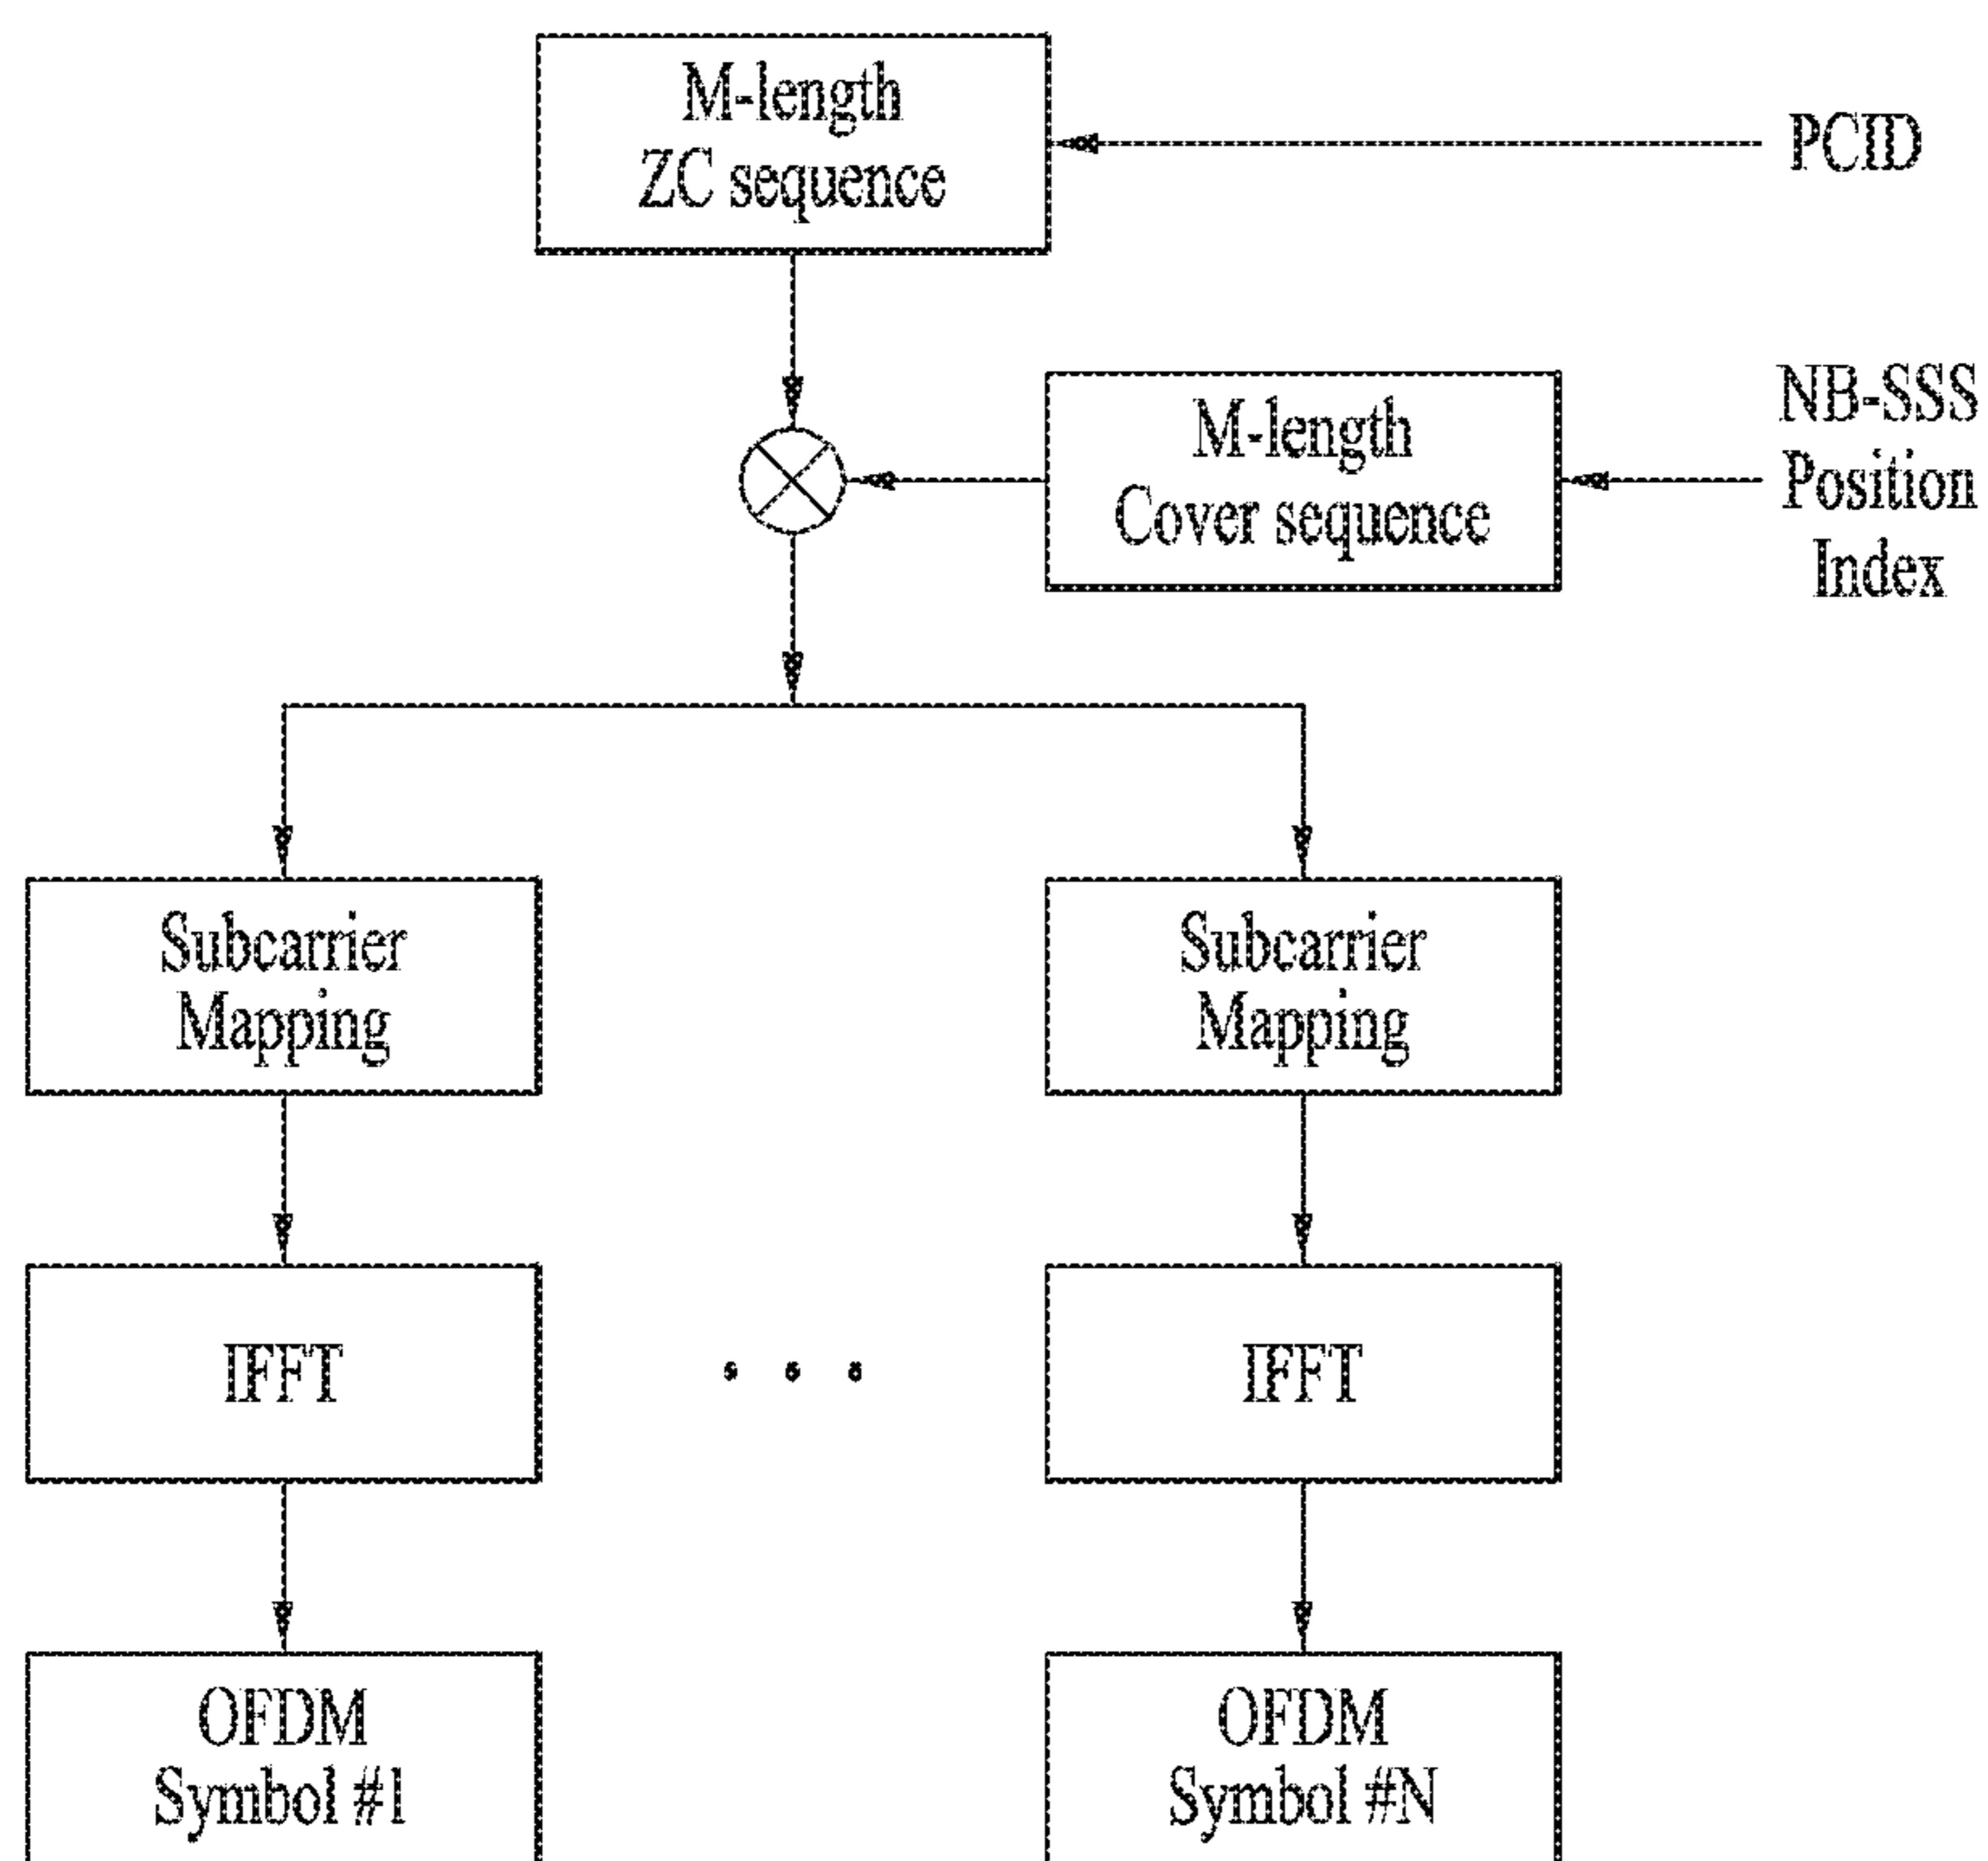 M-length
ZC sequence
PCID
M-length
Cover sequence
NB-SSS
Position
Index
Subcarrier
Mapping
Subcarrier
Mapping
IFFT
IFFT
OFDM
Symbol #1
OFDM
Symbol #N